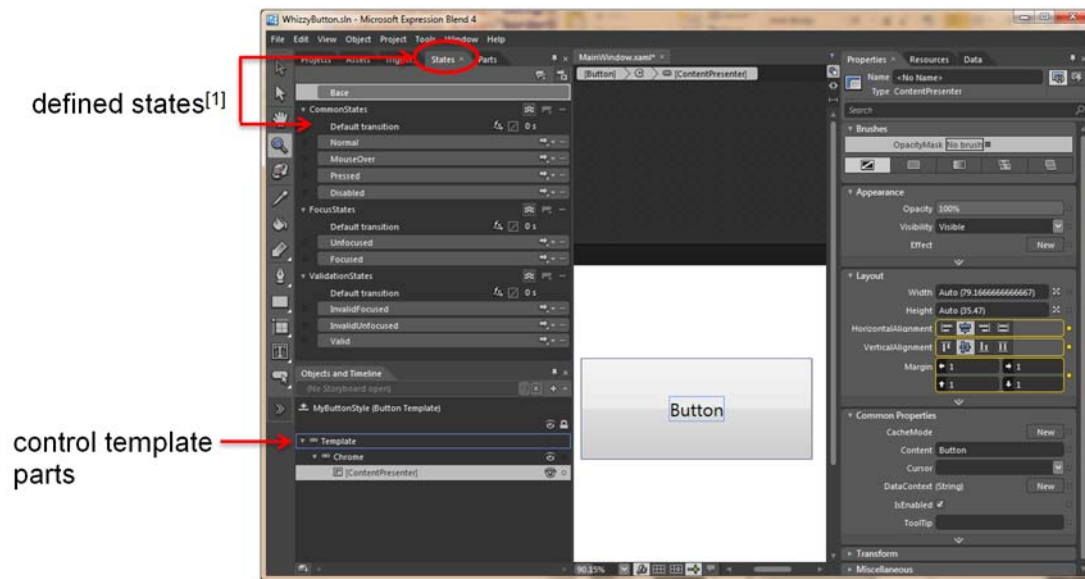 WhizzyButton.sln - Microsoft Expression Blend 4
File Edit View Object Project Tools Window Help
Projects Assets Triggers States × Parts
defined states[1]
Base
CommonStates
Default transition 0 s
Normal
MouseOver
Pressed
Disabled
FocusStates
Default transition 0 s
Unfocused
Focused
ValidationStates
Default transition 0 s
InvalidFocused
InvalidUnfocused
Valid
Objects and Timeline
(No Storyboard open)
MyButtonStyle (Button Template)
control template
parts
Template
Chrome
[ContentPresenter]
MainWindow.xaml* ×
[Button] [ContentPresenter]
Button
90.15%
Properties × Resources Data
Name <No Name>
Type ContentPresenter
Search
Brushes
OpacityMask No brush
Appearance
Opacity 100%
Visibility Visible
Effect New
Layout
Width Auto (79.1666666666667)
Height Auto (35.47)
HorizontalAlignment
VerticalAlignment
Margin 1 1
1 1
Common Properties
CacheMode New
Content Button
Cursor
DataContext (String) New
IsEnabled
ToolTip
Transform
Miscellaneous